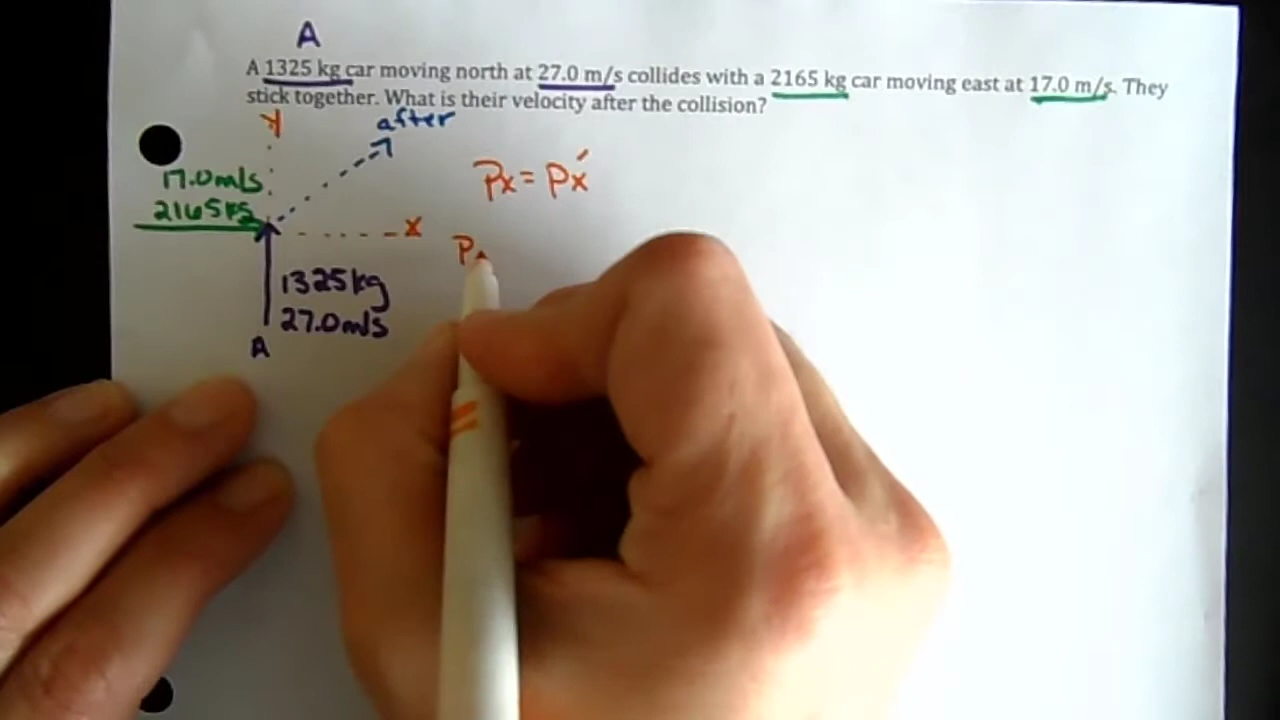 A
A 1325 kg car moving north at 27.0 m/s collides with a 2165 kg car moving east at 17.0 m/s. They
stick together. What is their velocity after the collision?
y
after
17.0m/s
2165kg
Px = Px'
x
P
1325kg
27.0m/s
A